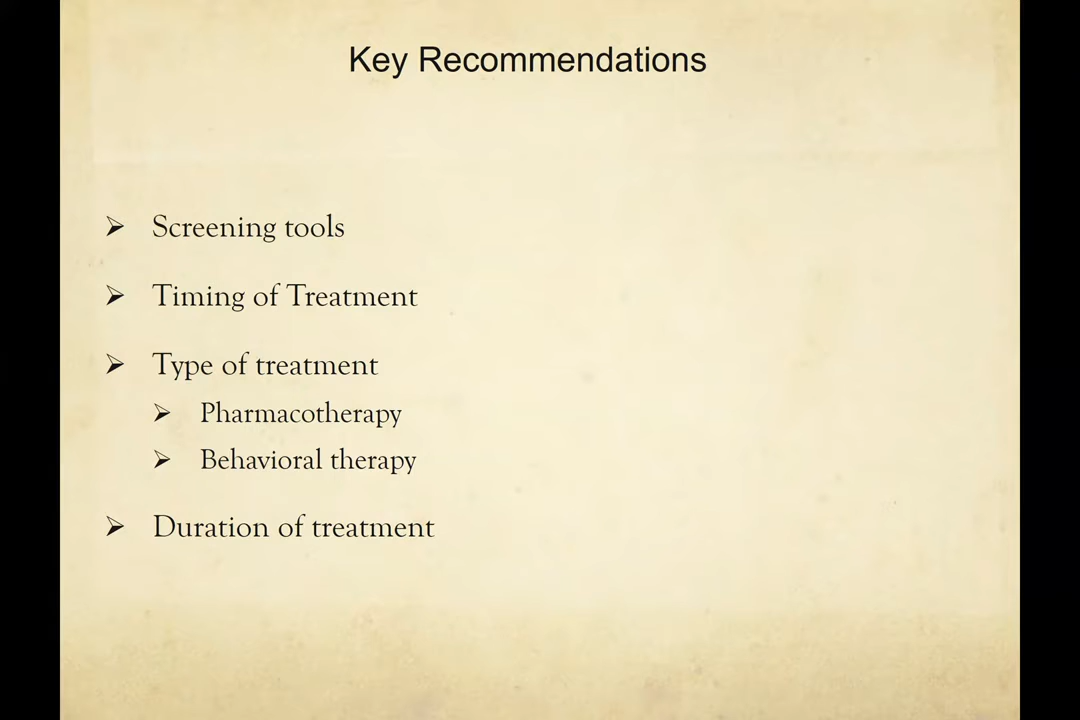 Key Recommendations
Screening tools
Timing of Treatment
Type of treatment
Pharmacotherapy
Behavioral therapy
Duration of treatment